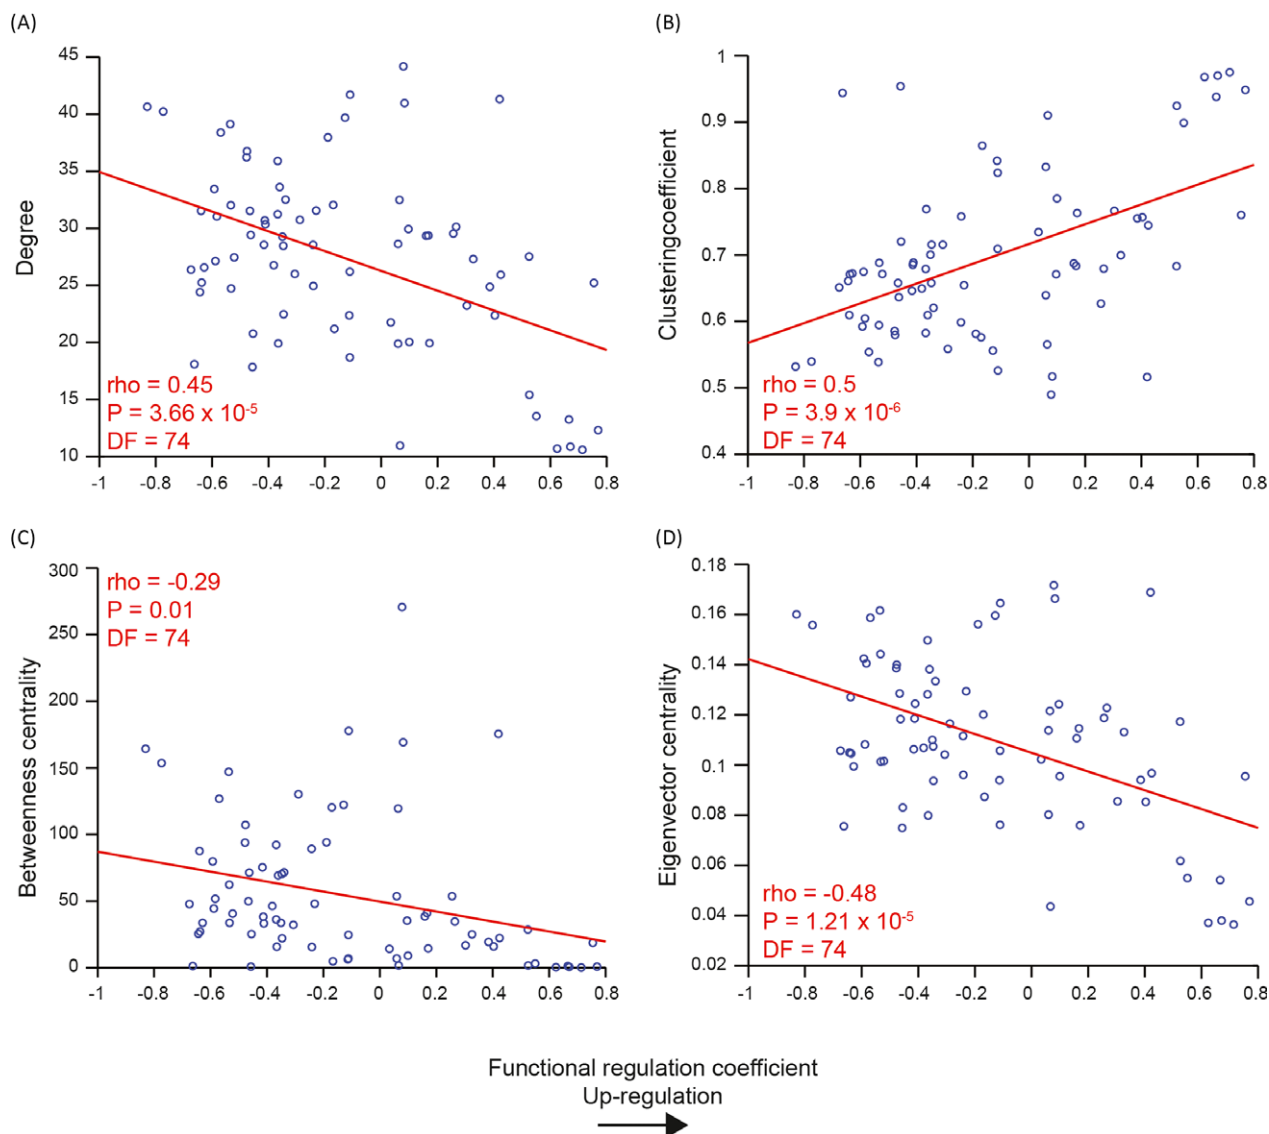 (A)
45
40
35
30
25
20
15
10
Degree
rho = 0.45
P = 3.66 x 10-5
DF = 74
-1 -0.8 -0.6 -0.4 -0.2 0 0.2 0.4 0.6 0.8
(B)
1
0.9
0.8
0.7
0.6
0.5
0.4
Clusteringcoefficient
rho = 0.5
P = 3.9 x 10-6
DF = 74
-1 -0.8 -0.6 -0.4 -0.2 0 0.2 0.4 0.6 0.8
(C)
300
250
200
150
100
50
0
Betweenness centrality
rho = -0.29
P = 0.01
DF = 74
-1 -0.8 -0.6 -0.4 -0.2 0 0.2 0.4 0.6 0.8
(D)
0.18
0.16
0.14
0.12
0.1
0.08
0.06
0.04
0.02
Eigenvector centrality
rho = -0.48
P = 1.21 x 10-5
DF = 74
-1 -0.8 -0.6 -0.4 -0.2 0 0.2 0.4 0.6 0.8
Functional regulation coefficient
Up-regulation